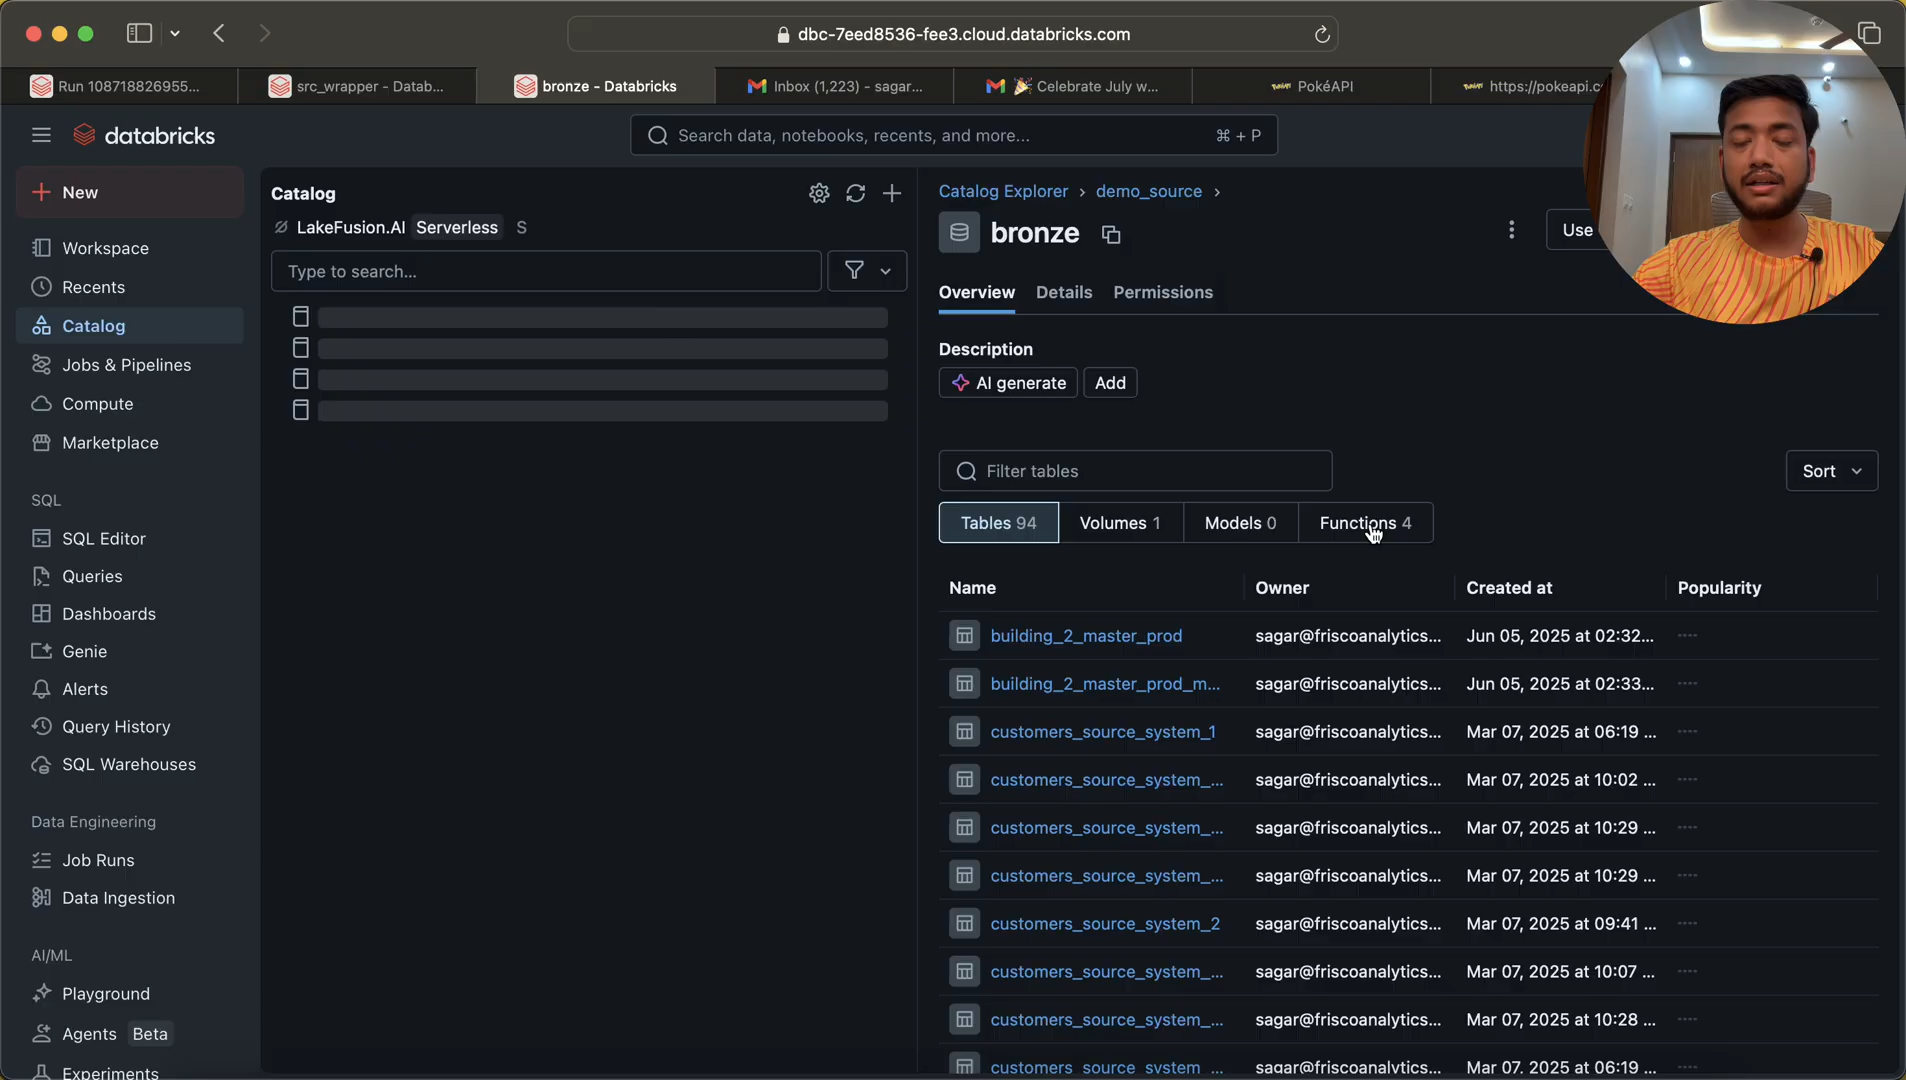 dbc-7eed8536-fee3.cloud.databricks.com
Run 108718826955...
src_wrapper - Datab...
bronze - Databricks
Inbox (1,223) - sagar...
🎉 Celebrate July w...
PokéAPI
https://pokeapi.c
databricks
Search data, notebooks, recents, and more...
⌘ + P
New
Workspace
Recents
Catalog
Jobs & Pipelines
Compute
Marketplace
SQL
SQL Editor
Queries
Dashboards
Genie
Alerts
Query History
SQL Warehouses
Data Engineering
Job Runs
Data Ingestion
AI/ML
Playground
Agents Beta
Experiments
Catalog
LakeFusion.AI Serverless S
Type to search...
Catalog Explorer › demo_source ›
bronze
Use
Overview Details Permissions
Description
AI generate Add
Filter tables
Sort
Tables 94 Volumes 1 Models 0 Functions 4
Name Owner Created at Popularity
building_2_master_prod sagar@friscoanalytics... Jun 05, 2025 at 02:32...
building_2_master_prod_m... sagar@friscoanalytics... Jun 05, 2025 at 02:33...
customers_source_system_1 sagar@friscoanalytics... Mar 07, 2025 at 06:19 ...
customers_source_system_... sagar@friscoanalytics... Mar 07, 2025 at 10:02 ...
customers_source_system_... sagar@friscoanalytics... Mar 07, 2025 at 10:29 ...
customers_source_system_... sagar@friscoanalytics... Mar 07, 2025 at 10:29 ...
customers_source_system_2 sagar@friscoanalytics... Mar 07, 2025 at 09:41 ...
customers_source_system_... sagar@friscoanalytics... Mar 07, 2025 at 10:07 ...
customers_source_system_... sagar@friscoanalytics... Mar 07, 2025 at 10:28 ...
customers_source_system_... sagar@friscoanalytics... Mar 07, 2025 at 06:19 ...